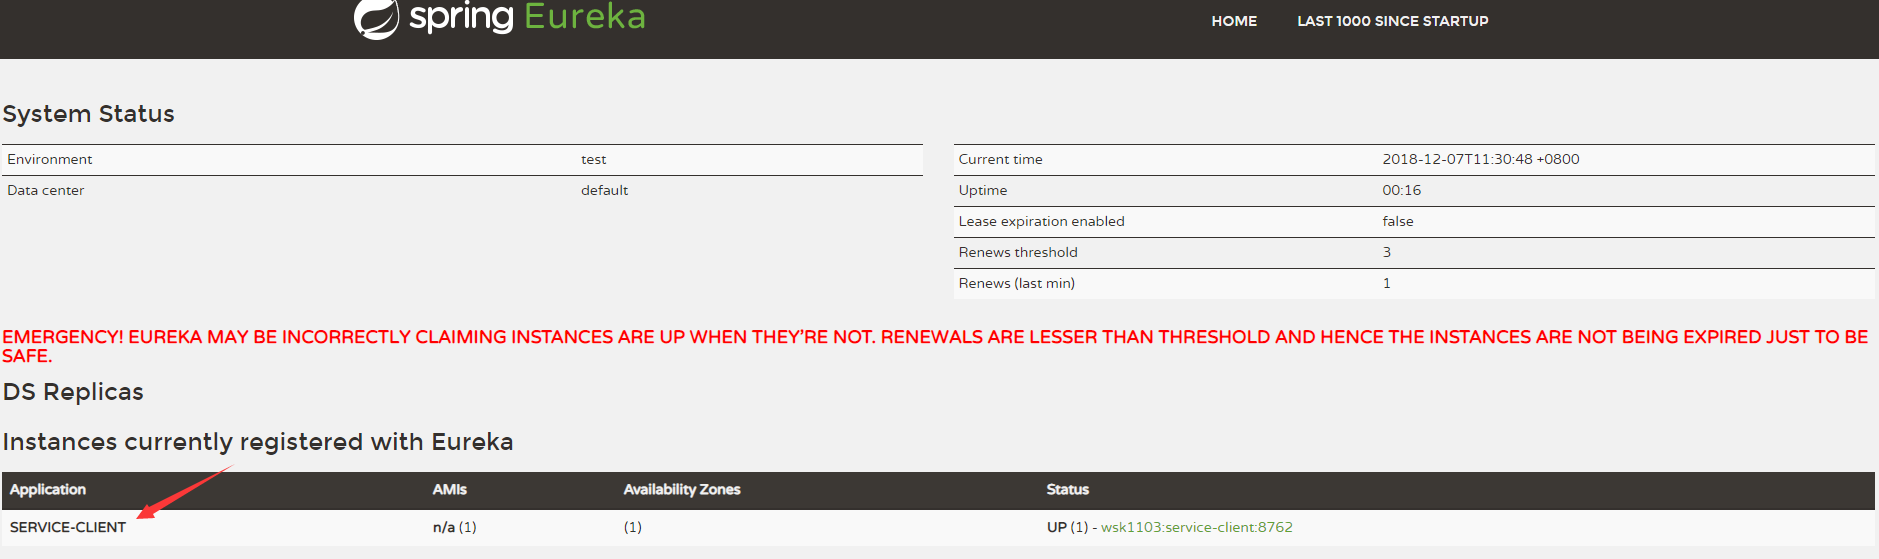 spring Eureka
HOME LAST 1000 SINCE STARTUP
System Status
Environment test
Data center default
Current time 2018-12-07T11:30:48 +0800
Uptime 00:16
Lease expiration enabled false
Renews threshold 3
Renews (last min) 1
EMERGENCY! EUREKA MAY BE INCORRECTLY CLAIMING INSTANCES ARE UP WHEN THEY'RE NOT. RENEWALS ARE LESSER THAN THRESHOLD AND HENCE THE INSTANCES ARE NOT BEING EXPIRED JUST TO BE
SAFE.
DS Replicas
Instances currently registered with Eureka
Application AMIs Availability Zones Status
SERVICE-CLIENT n/a (1) (1) UP (1) - wsk1103:service-client:8762